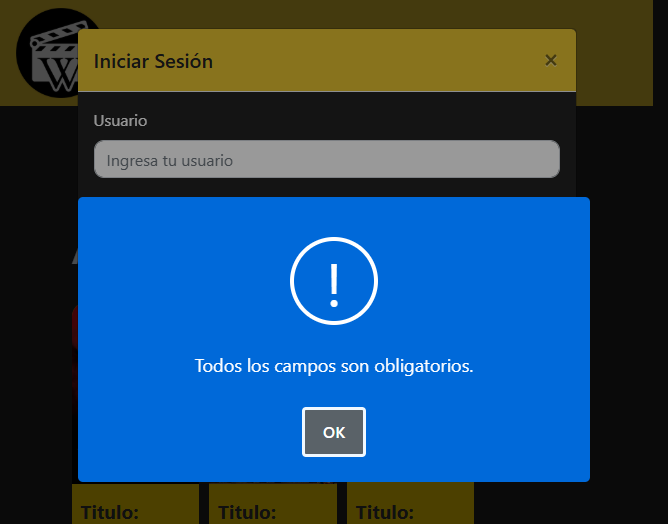 W
Iniciar Sesión
×
Usuario
Ingresa tu usuario
!
Todos los campos son obligatorios.
OK
Titulo: Titulo: Titulo: